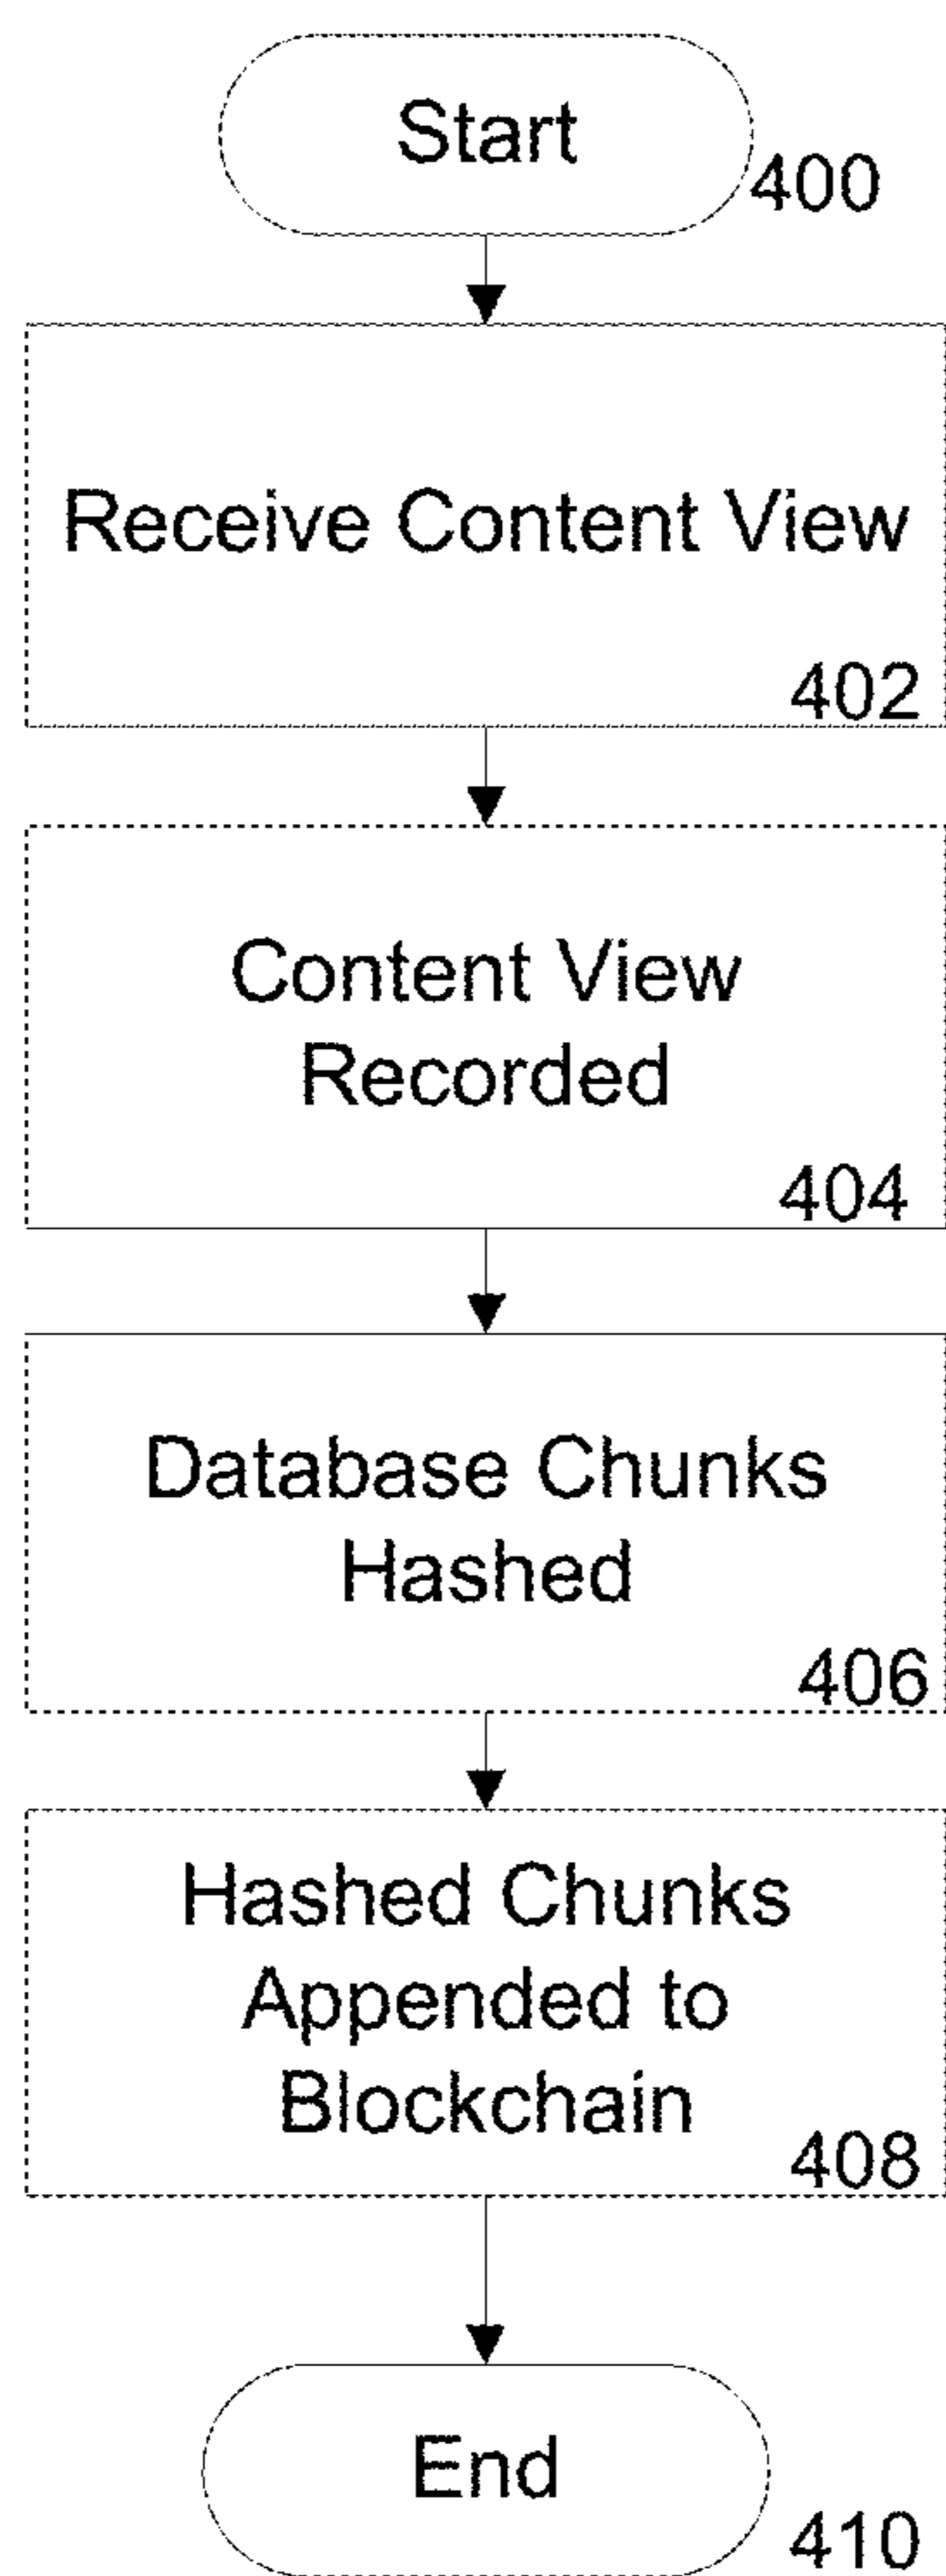 Start
400
Receive Content View
402
Content View
Recorded
404
Database Chunks
Hashed
406
Hashed Chunks
Appended to
Blockchain
408
End
410